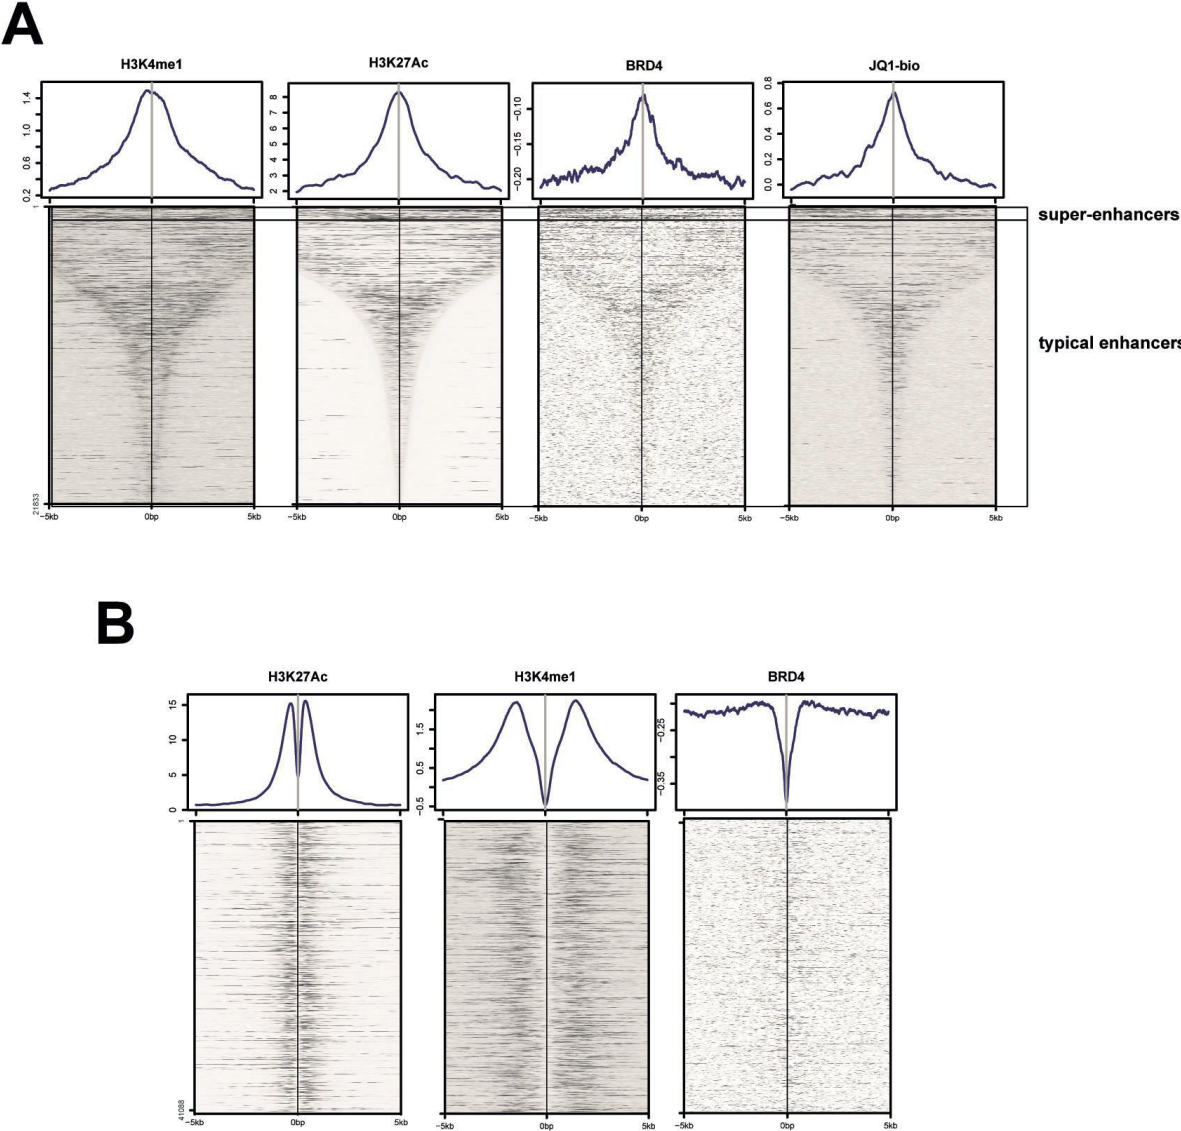 A
H3K4me1 H3K27Ac BRD4 JQ1-bio
0.2 0.6 1.0 1.4
2 3 4 5 6 7 8
−0.20 −0.15 −0.10
0.0 0.2 0.4 0.6 0.8
1
super-enhancers
typical enhancers
21833
−5kb 0bp 5kb −5kb 0bp 5kb −5kb 0bp 5kb −5kb 0bp 5kb
B
H3K27Ac H3K4me1 BRD4
0 5 10 15
−0.5 0.5 1.5
−0.35 −0.25
1
41088
−5kb 0bp 5kb −5kb 0bp 5kb −5kb 0bp 5kb